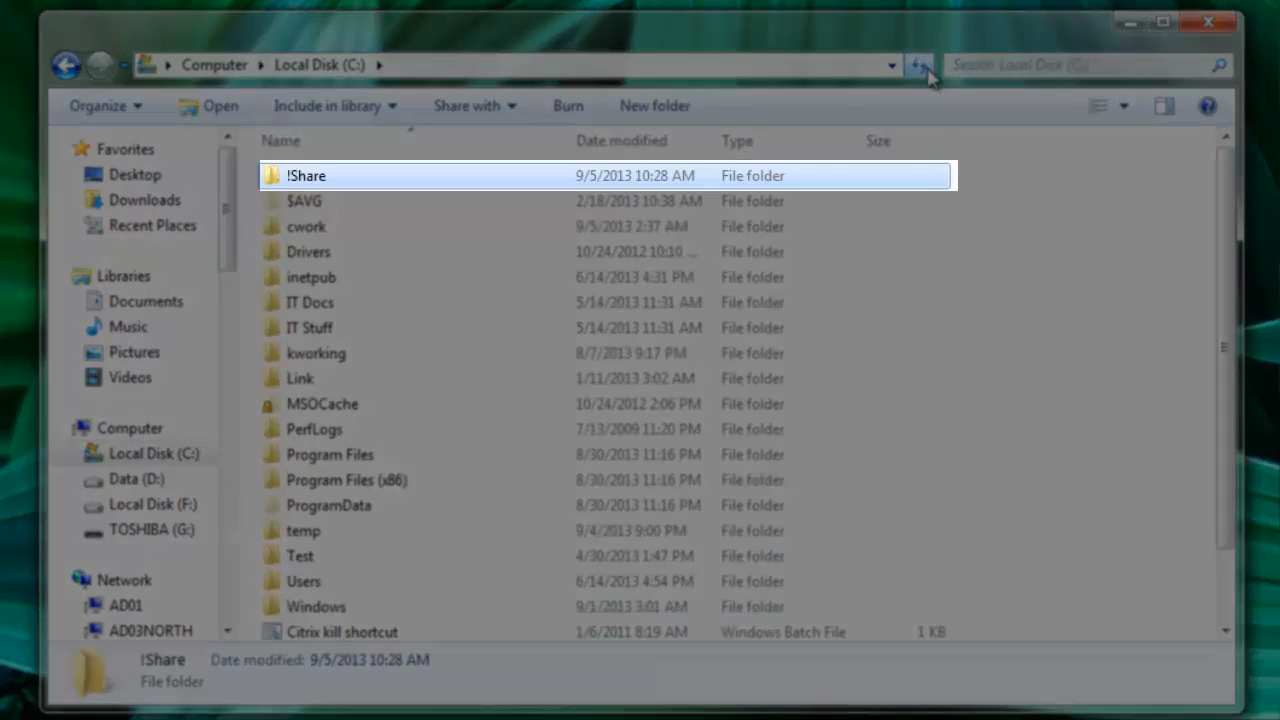 Computer Local Disk (C:) Search Local Disk (C:)
Organize Open Include in library Share with Burn New folder
Name Date modified Type Size
Favorites
Desktop
Downloads
Recent Places
Libraries
Documents
Music
Pictures
Videos
Computer
Local Disk (C:)
Data (D:)
Local Disk (F:)
TOSHIBA (G:)
Network
AD01
AD03NORTH
!Share 9/5/2013 10:28 AM File folder
$AVG 2/18/2013 10:38 AM File folder
cwork 9/5/2013 2:37 AM File folder
Drivers 10/24/2012 10:10 ... File folder
inetpub 6/14/2013 4:31 PM File folder
IT Docs 5/14/2013 11:31 AM File folder
IT Stuff 5/14/2013 11:31 AM File folder
kworking 8/7/2013 9:17 PM File folder
Link 1/11/2013 3:02 AM File folder
MSOCache 10/24/2012 2:06 PM File folder
PerfLogs 7/13/2009 11:20 PM File folder
Program Files 8/30/2013 11:16 PM File folder
Program Files (x86) 8/30/2013 11:16 PM File folder
ProgramData 8/30/2013 11:16 PM File folder
temp 9/4/2013 9:00 PM File folder
Test 4/30/2013 1:47 PM File folder
Users 6/14/2013 4:54 PM File folder
Windows 9/1/2013 3:01 AM File folder
Citrix kill shortcut 1/6/2011 8:19 AM Windows Batch File 1 KB
!Share Date modified: 9/5/2013 10:28 AM
File folder